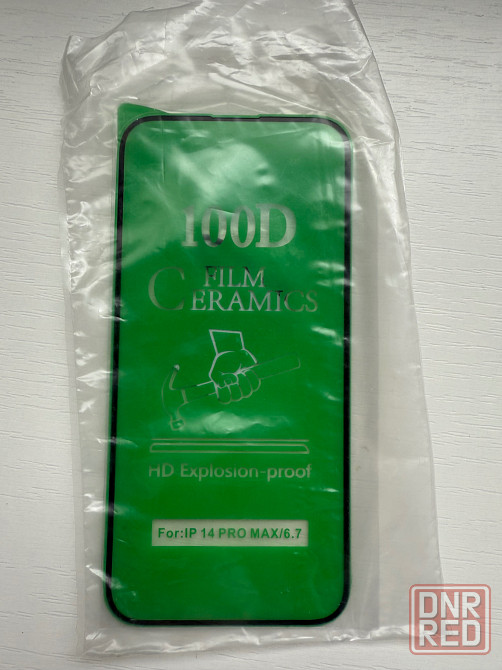 100D
FILM
CERAMICS
HD Explosion-proof
For:IP 14 PRO MAX/6.7
DNR
RED